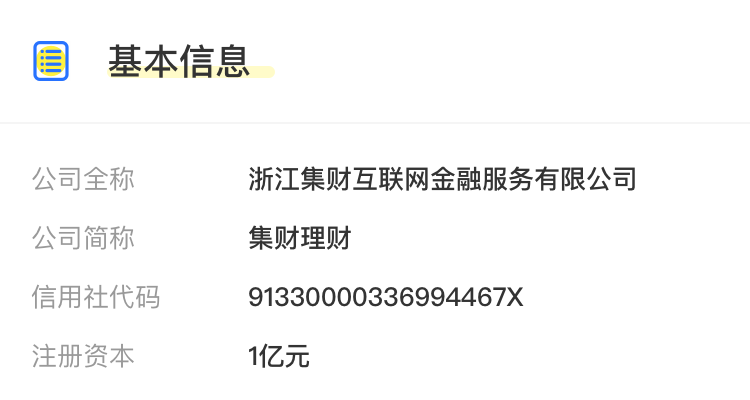 基本信息
公司全称 浙江集财互联网金融服务有限公司
公司简称 集财理财
信用社代码 91330000336994467X
注册资本 1亿元